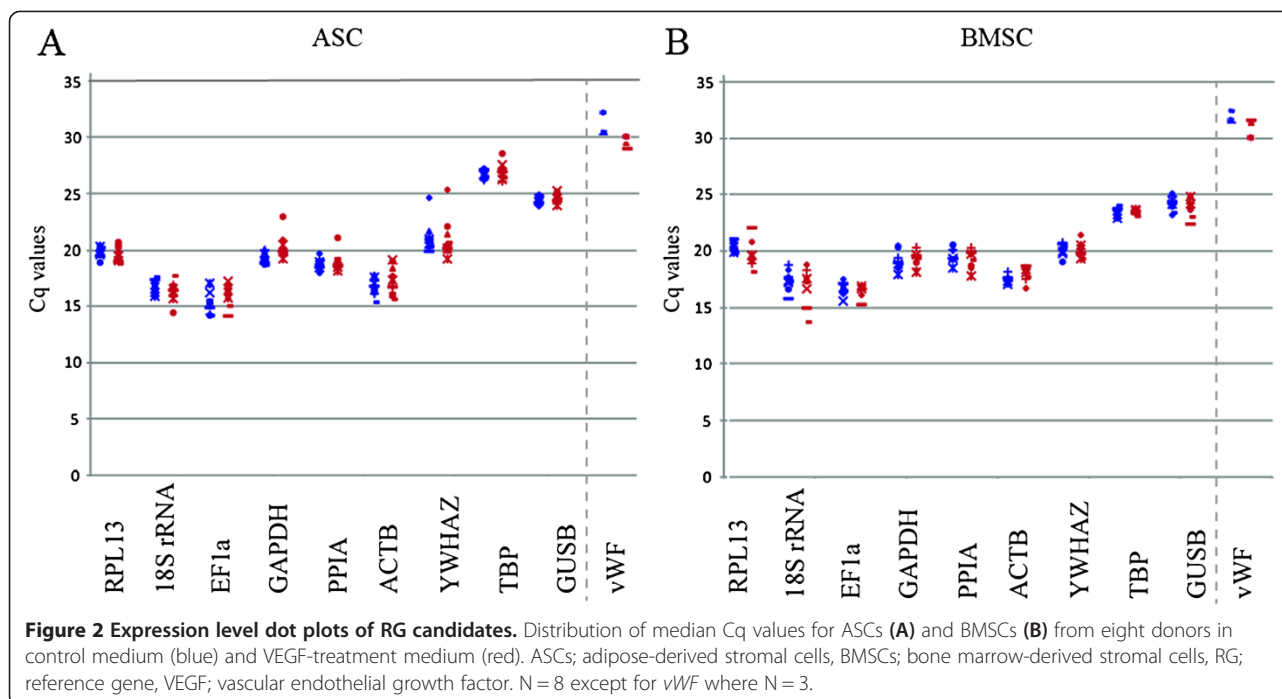 A
ASC
B
BMSC
35
30
25
20
15
10
5
0
Cq values
RPL13
18S rRNA
EF1a
GAPDH
PPIA
ACTB
YWHAZ
TBP
GUSB
vWF
35
30
25
20
15
10
5
0
Cq values
RPL13
18S rRNA
EF1a
GAPDH
PPIA
ACTB
YWHAZ
TBP
GUSB
vWF
Figure 2 Expression level dot plots of RG candidates. Distribution of median Cq values for ASCs (A) and BMSCs (B) from eight donors in
control medium (blue) and VEGF-treatment medium (red). ASCs; adipose-derived stromal cells, BMSCs; bone marrow-derived stromal cells, RG;
reference gene, VEGF; vascular endothelial growth factor. N = 8 except for vWF where N = 3.